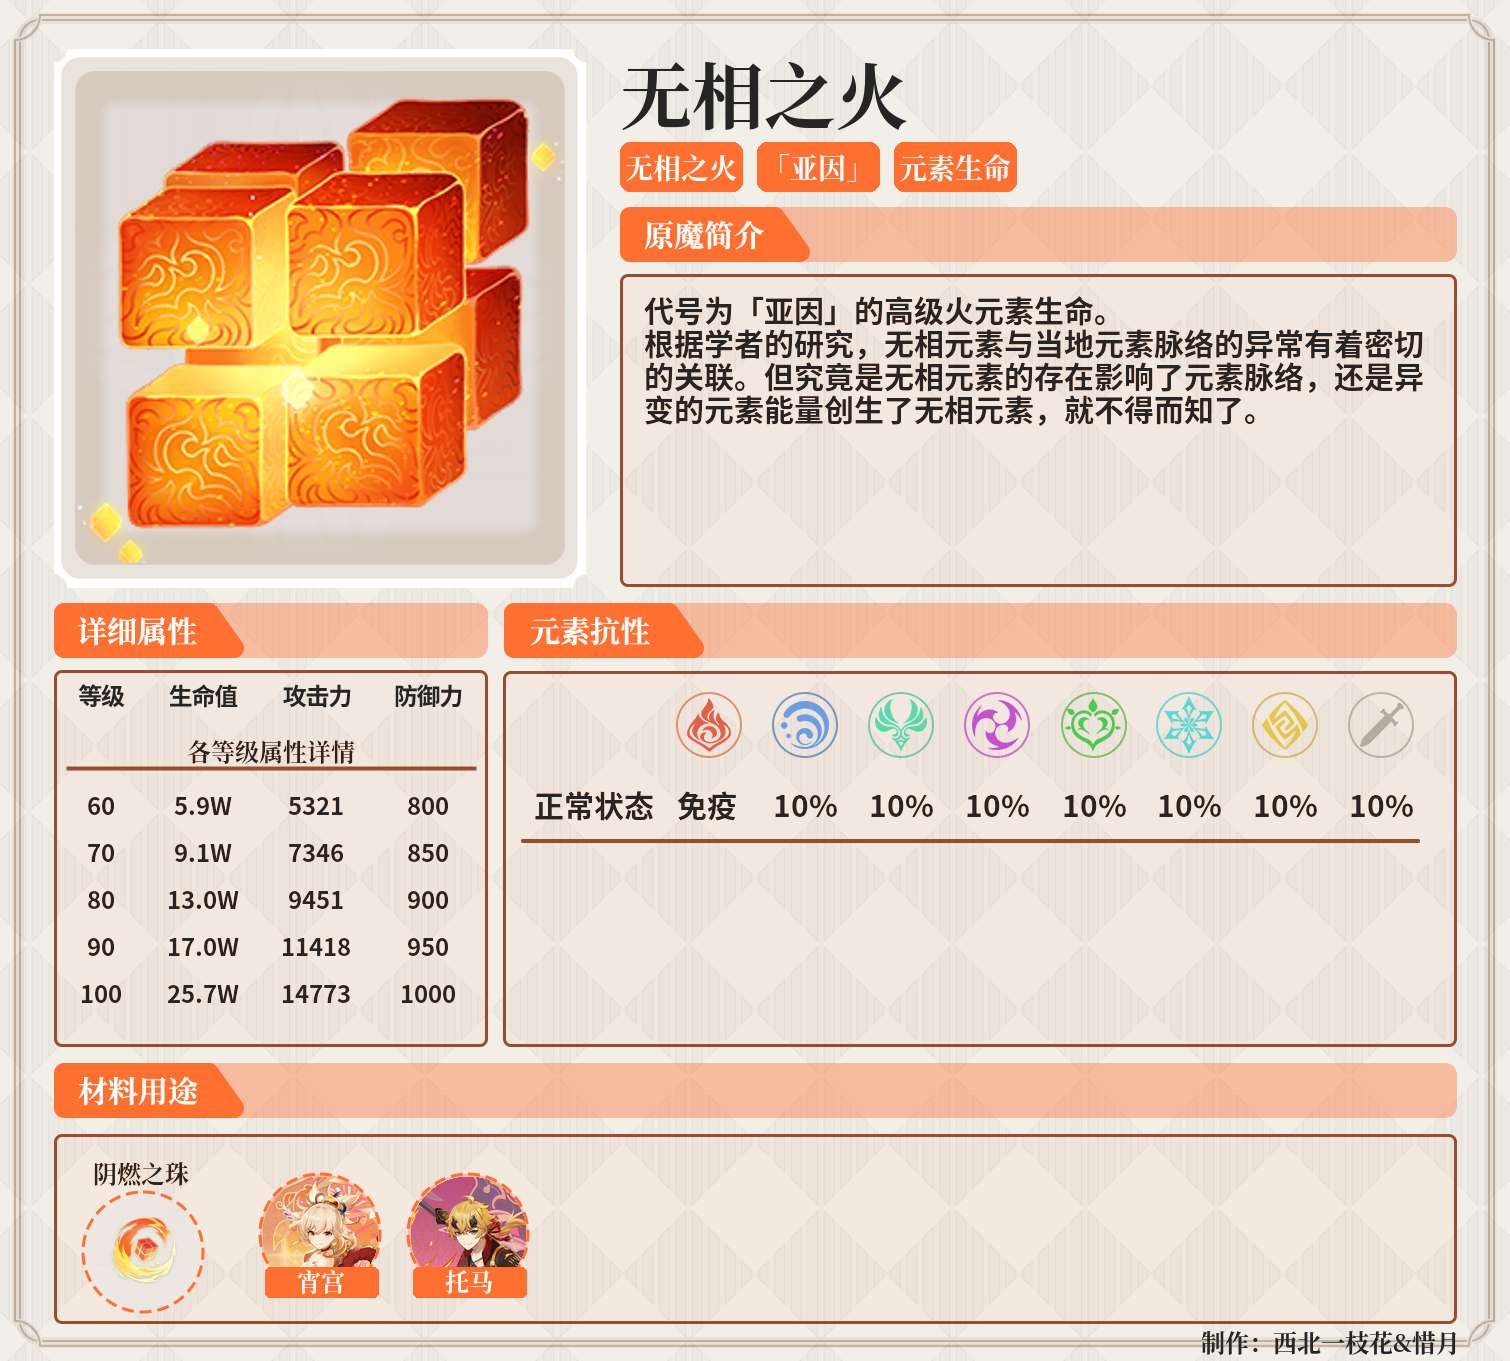 无相之火
无相之火 「亚因」 元素生命
原魔简介
代号为「亚因」的高级火元素生命。
根据学者的研究，无相元素与当地元素脉络的异常有着密切
的关联。但究竟是无相元素的存在影响了元素脉络，还是异
变的元素能量创生了无相元素，就不得而知了。
详细属性
等级 生命值 攻击力 防御力
各等级属性详情
60 5.9W 5321 800
70 9.1W 7346 850
80 13.0W 9451 900
90 17.0W 11418 950
100 25.7W 14773 1000
元素抗性
正常状态 免疫 10% 10% 10% 10% 10% 10% 10%
材料用途
阴燃之珠
宵宫 托马
制作：西北一枝花&惜月